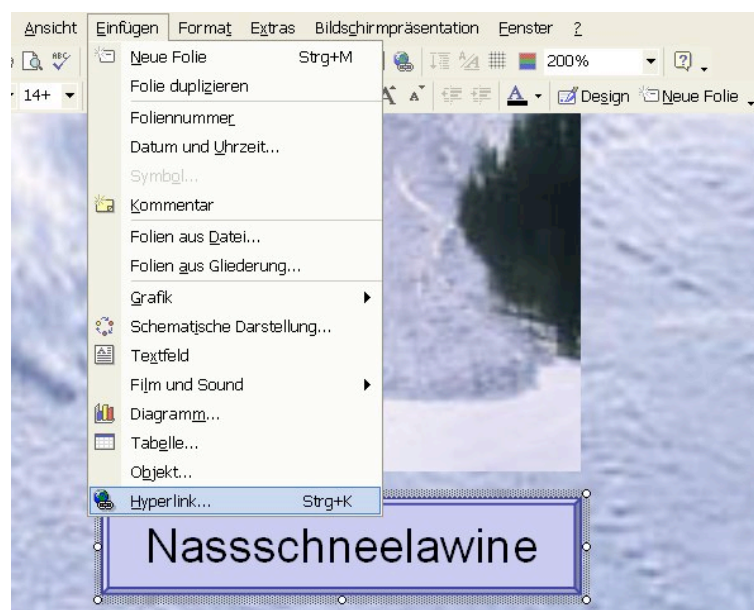 Ansicht Einfügen Format Extras Bildschirmpräsentation Fenster ?
ABC 200%
14+ A A A Design Neue Folie
Neue Folie Strg+M
Folie duplizieren
Foliennummer
Datum und Uhrzeit...
Symbol...
Kommentar
Folien aus Datei...
Folien aus Gliederung...
Grafik
Schematische Darstellung...
Textfeld
Film und Sound
Diagramm...
Tabelle...
Objekt...
Hyperlink... Strg+K
Nassschneelawine